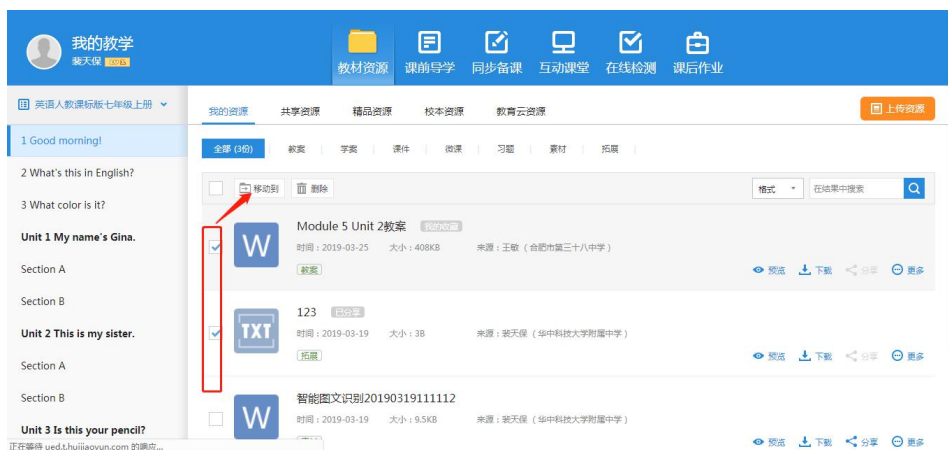 我的教学
裴天保
教材资源 课前导学 同步备课 互动课堂 在线检测 课后作业
英语人教课标版七年级上册
我的资源 共享资源 精品资源 校本资源 教育云资源 上传资源
1 Good morning!
全部 (3份) 教案 学案 课件 微课 习题 素材 拓展
2 What's this in English?
移动到 删除 格式 在结果中搜索
3 What color is it?
Unit 1 My name's Gina.
Section A
Section B
Unit 2 This is my sister.
Section A
Section B
Unit 3 Is this your pencil?
W
Module 5 Unit 2教案 我的收藏
时间：2019-03-25 大小：408KB 来源：王敏（合肥市第三十八中学）
教案
预览 下载 分享 更多
TXT
123 已分享
时间：2019-03-19 大小：3B 来源：裴天保（华中科技大学附属中学）
拓展
预览 下载 分享 更多
W
智能图文识别20190319111112
时间：2019-03-19 大小：9.5KB 来源：裴天保（华中科技大学附属中学）
预览 下载 分享 更多
正在等待 ued.t.huijiaoyun.com 的响应...